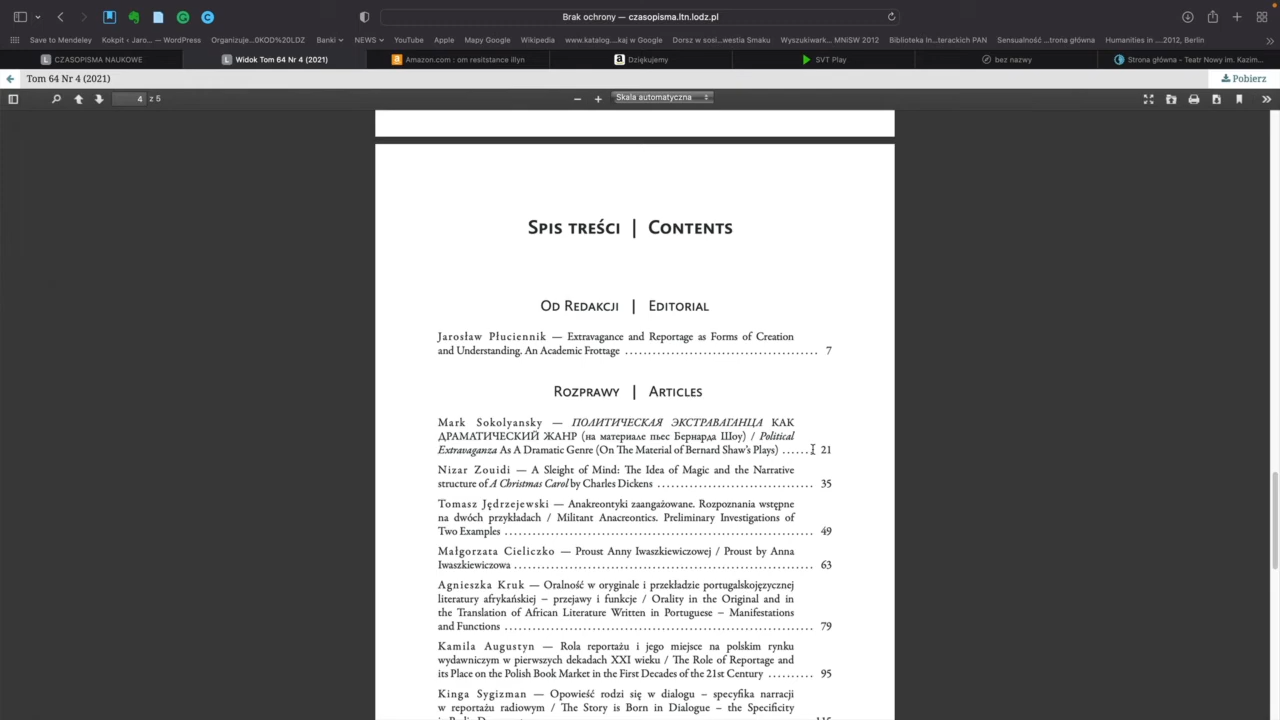 Brak ochrony — czasopisma.ltn.lodz.pl
Save to Mendeley Kokpit ‹ Jaro... — WordPress Organizuje...0KOD%20LDZ Banki NEWS YouTube Apple Mapy Google Wikipedia www.katalog....kaj w Google Dorsz w sosi...westia Smaku Wyszukiwark...MNiSW 2012 Biblioteka In...terackich PAN Sensualność ...trona główna Humanities in ....2012, Berlin
CZASOPISMA NAUKOWE Widok Tom 64 Nr 4 (2021) Amazon.com : om resitstance illyn Dziękujemy SVT Play bez nazwy Strona główna - Teatr Nowy im. Kazim...
Tom 64 Nr 4 (2021) Pobierz
4 z 5 Skala automatyczna
Spis treści | Contents
Od Redakcji | Editorial
Jarosław Płuciennik — Extravagance and Reportage as Forms of Creation
and Understanding. An Academic Frottage .......................................... 7
Rozprawy | Articles
Mark Sokolyansky — ПОЛИТИЧЕСКАЯ ЭКСТРАВАГАНЦА КАК
ДРАМАТИЧЕСКИЙ ЖАНР (на материале пьес Бернарда Шоу) / Political
Extravaganza As A Dramatic Genre (On The Material of Bernard Shaw's Plays) ....... 21
Nizar Zouidi — A Sleight of Mind: The Idea of Magic and the Narrative
structure of A Christmas Carol by Charles Dickens .................................. 35
Tomasz Jędrzejewski — Anakreontyki zaangażowane. Rozpoznania wstępne
na dwóch przykładach / Militant Anacreontics. Preliminary Investigations of
Two Examples .................................................................... 49
Małgorzata Cieliczko — Proust Anny Iwaszkiewiczowej / Proust by Anna
Iwaszkiewiczowa ................................................................. 63
Agnieszka Kruk — Oralność w oryginale i przekładzie portugalskojęzycznej
literatury afrykańskiej – przejawy i funkcje / Orality in the Original and in
the Translation of African Literature Written in Portuguese – Manifestations
and Functions .................................................................... 79
Kamila Augustyn — Rola reportażu i jego miejsce na polskim rynku
wydawniczym w pierwszych dekadach XXI wieku / The Role of Reportage and
its Place on the Polish Book Market in the First Decades of the 21st Century .......... 95
Kinga Sygizman — Opowieść rodzi się w dialogu – specyfika narracji
w reportażu radiowym / The Story is Born in Dialogue – the Specificity